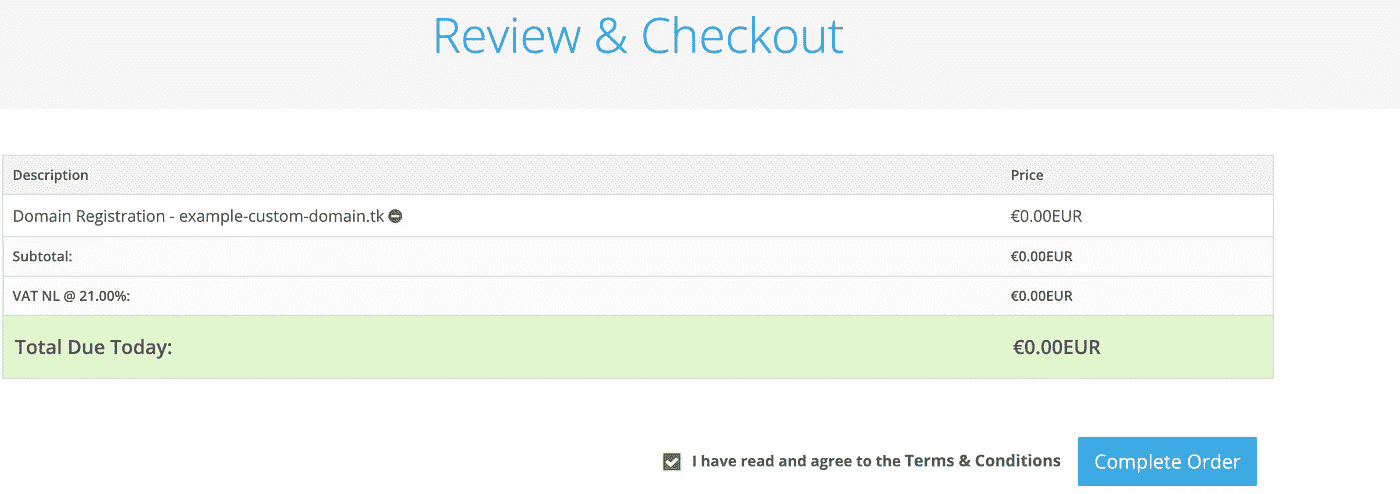 Review & Checkout
Description Price
Domain Registration - example-custom-domain.tk €0.00EUR
Subtotal: €0.00EUR
VAT NL @ 21.00%: €0.00EUR
Total Due Today: €0.00EUR
I have read and agree to the Terms & Conditions Complete Order